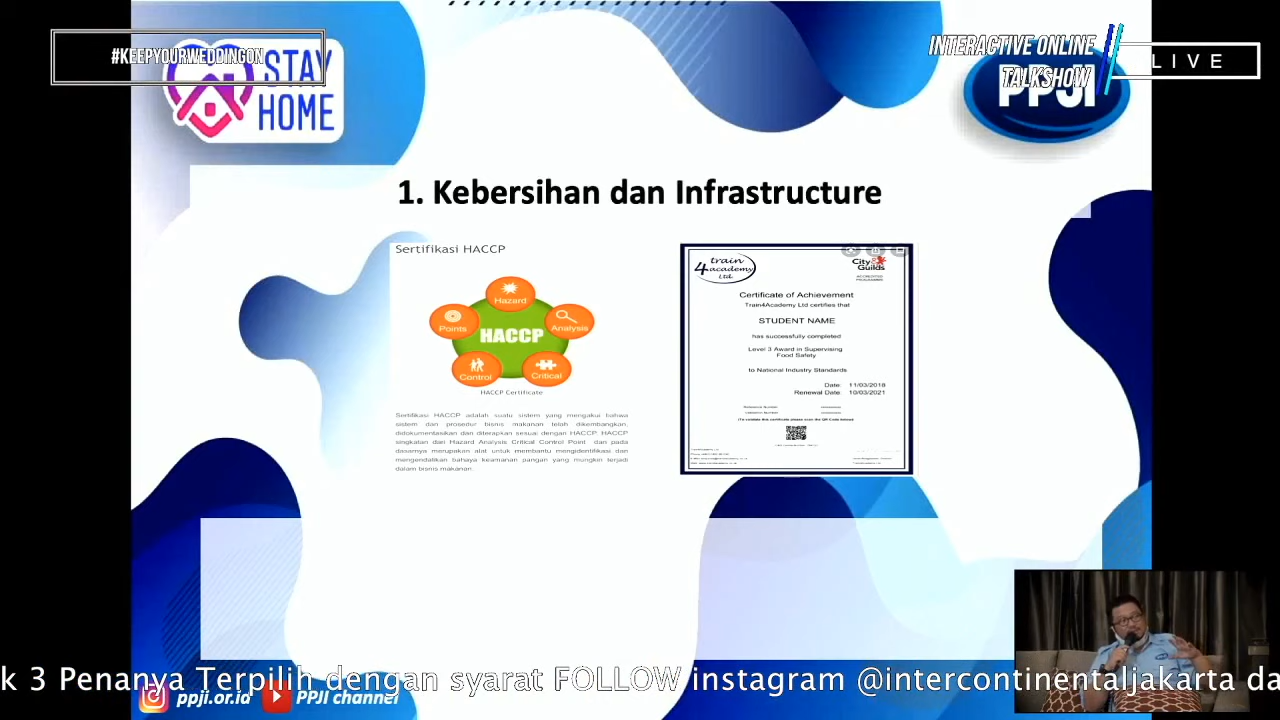 #KEEPYOURWEDDINGON
STAY
HOME
INTERACTIVE ONLINE
TALKSHOW
LIVE
PPJI
1. Kebersihan dan Infrastructure
Sertifikasi HACCP
Hazard
Points
Analysis
HACCP
Control
Critical
HACCP Certificate
Sertifikasi HACCP adalah suatu sistem yang mengakui bahwa
sistem dan prosedur bisnis makanan telah dikembangkan,
didokumentasikan dan diterapkan sesuai dengan HACCP. HACCP
singkatan dari Hazard Analysis Critical Control Point dan pada
dasarnya merupakan alat untuk membantu mengidentifikasi dan
mengendalikan bahaya keamanan pangan yang mungkin terjadi
dalam bisnis makanan.
train
4academy
Ltd
City&
Guilds
ACCREDITED
PROGRAMME
Certificate of Achievement
Train4Academy Ltd certifies that
STUDENT NAME
has successfully completed
Level 3 Award in Supervising
Food Safety
to National Industry Standards
Date: 11/03/2018
Renewal Date: 10/03/2021
k 3 Penanya Terpilih dengan syarat FOLLOW instagram @intercontinentaljakarta da
ppji.or.id
PPJI channel